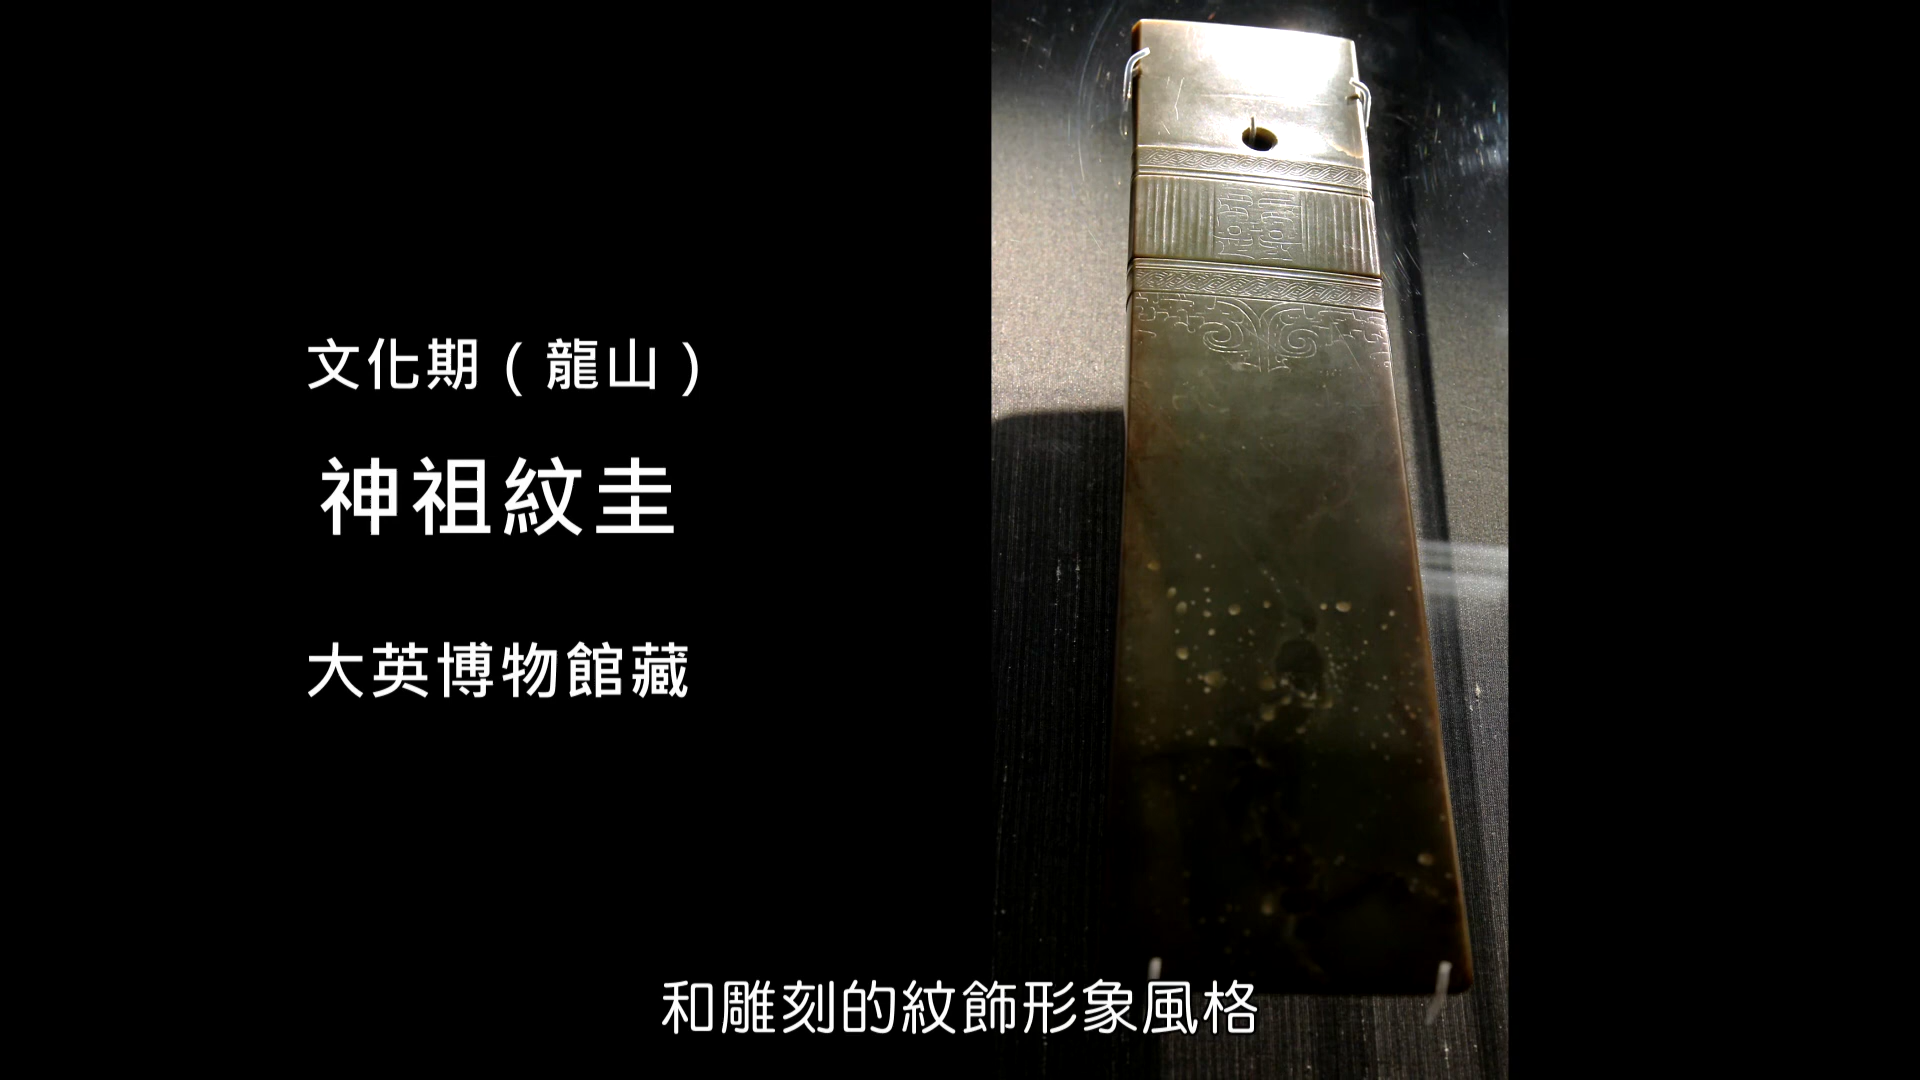 文化期（龍山）
神祖紋圭
大英博物館藏
和雕刻的紋飾形象風格